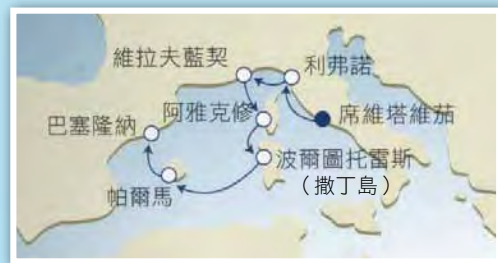 維拉夫藍契
利弗諾
阿雅克修
席維塔維茄
巴塞隆納
波爾圖托雷斯
（撒丁島）
帕爾馬